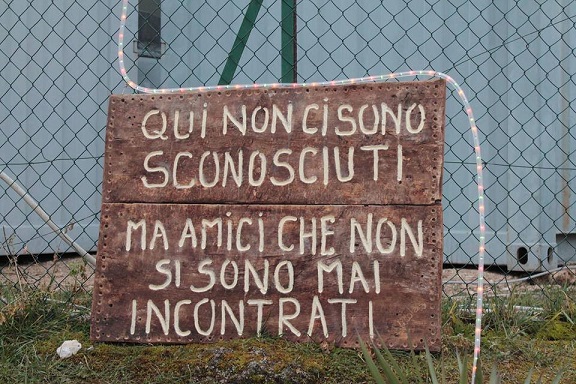 QUI NON CI SONO
SCONOSCIUTI
MA AMICI CHE NON
SI SONO MAI
INCONTRATI